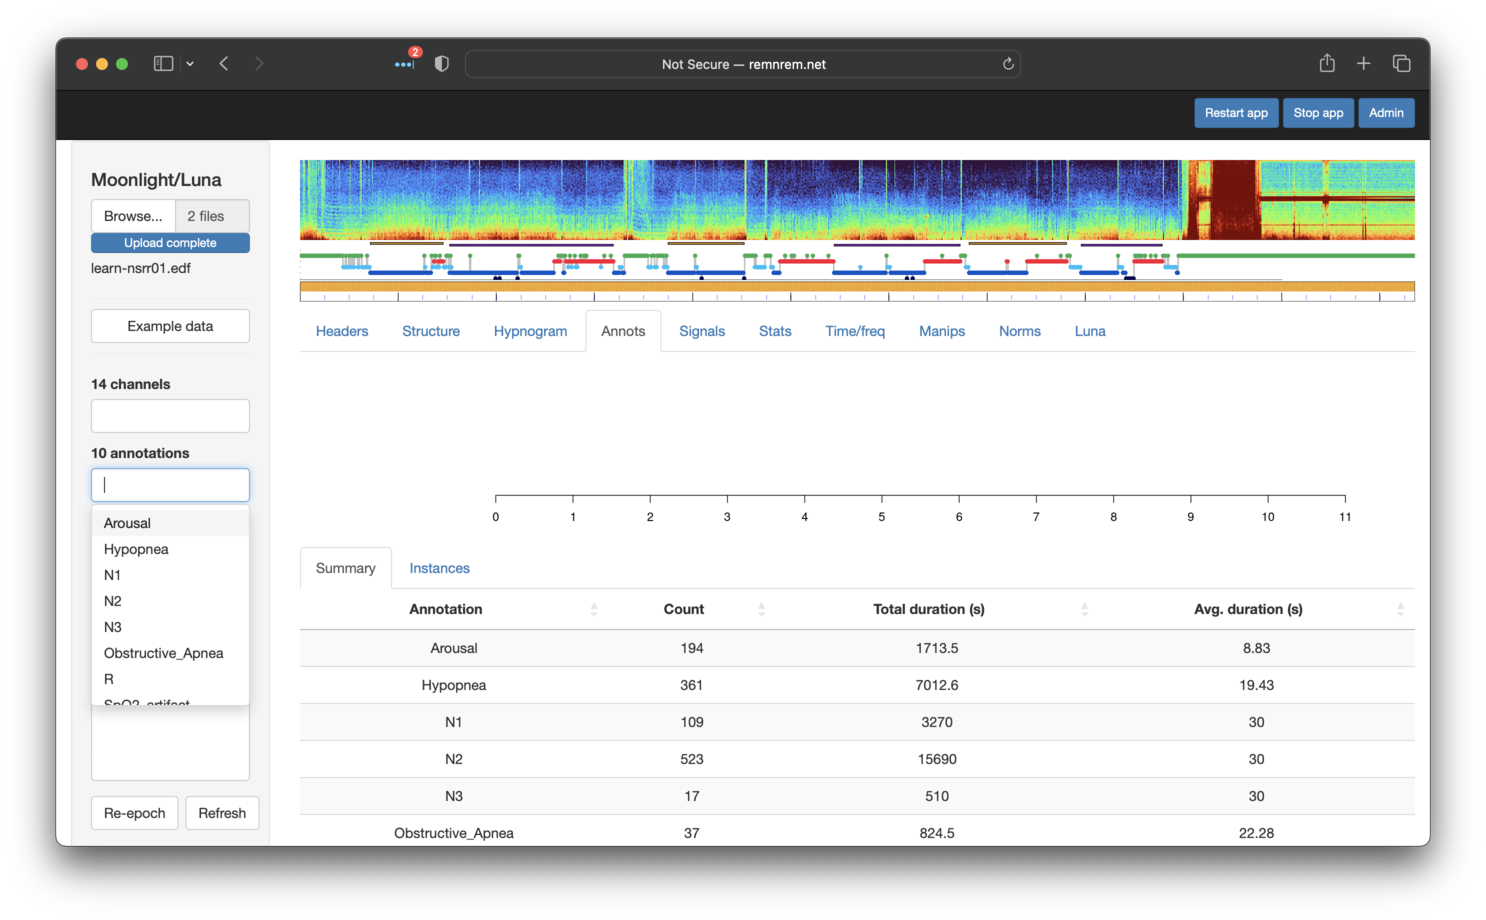 2
Not Secure — remnrem.net
Restart app
Stop app
Admin
Moonlight/Luna
Browse... 2 files
Upload complete
learn-nsrr01.edf
Example data
14 channels
10 annotations
Arousal
Hypopnea
N1
N2
N3
Obstructive_Apnea
R
SpO2_artifact
Re-epoch Refresh
Headers Structure Hypnogram Annots Signals Stats Time/freq Manips Norms Luna
0 1 2 3 4 5 6 7 8 9 10 11
Summary Instances
Annotation Count Total duration (s) Avg. duration (s)
Arousal 194 1713.5 8.83
Hypopnea 361 7012.6 19.43
N1 109 3270 30
N2 523 15690 30
N3 17 510 30
Obstructive_Apnea 37 824.5 22.28